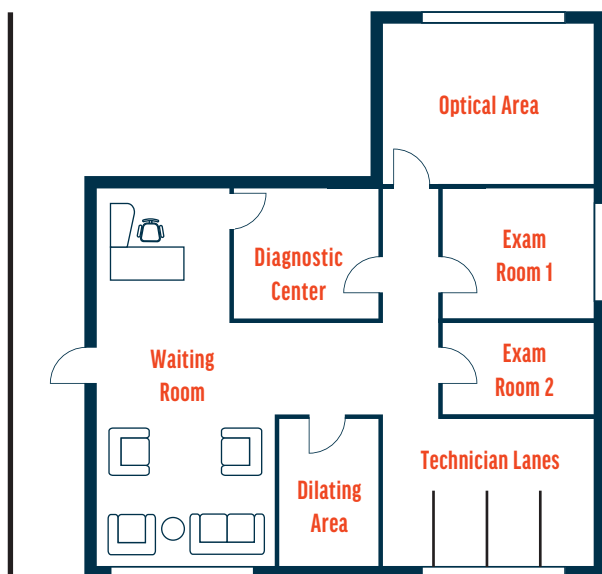 Optical Area
Diagnostic
Center
Exam
Room 1
Waiting
Room
Exam
Room 2
Technician Lanes
Dilating
Area